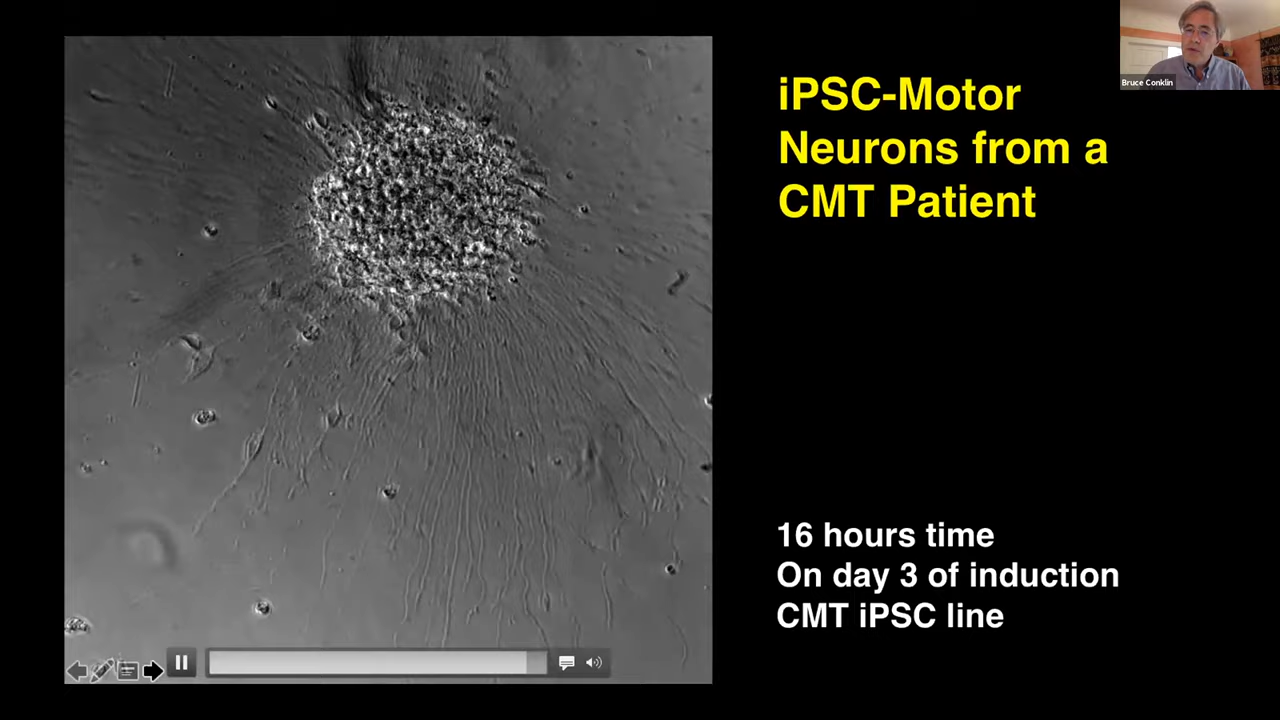 Bruce Conklin
iPSC-Motor
Neurons from a
CMT Patient
16 hours time
On day 3 of induction
CMT iPSC line